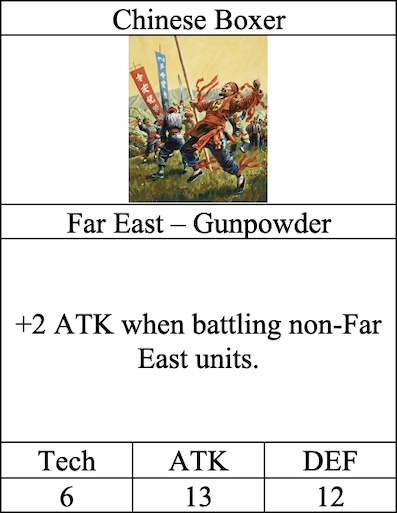 Chinese Boxer
Far East – Gunpowder
+2 ATK when battling non-Far
East units.
Tech ATK DEF
6 13 12